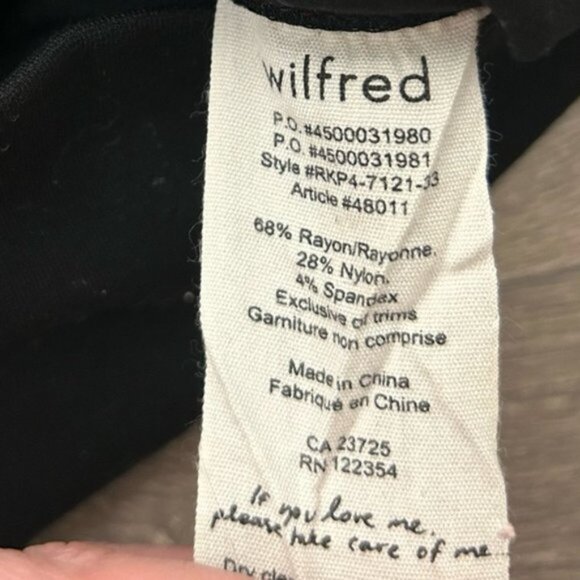 wilfred
P.O.#4500031980
P.O. #4500031981
Style #RKP4-7121-33
Article #48011
68% Rayon/Rayonne.
28% Nylon.
4% Spandex
Exclusive of trims
Garniture non comprise
Made in China
Fabriqué en Chine
CA 23725
RN 122354
If you love me,
please take care of me...
Dry